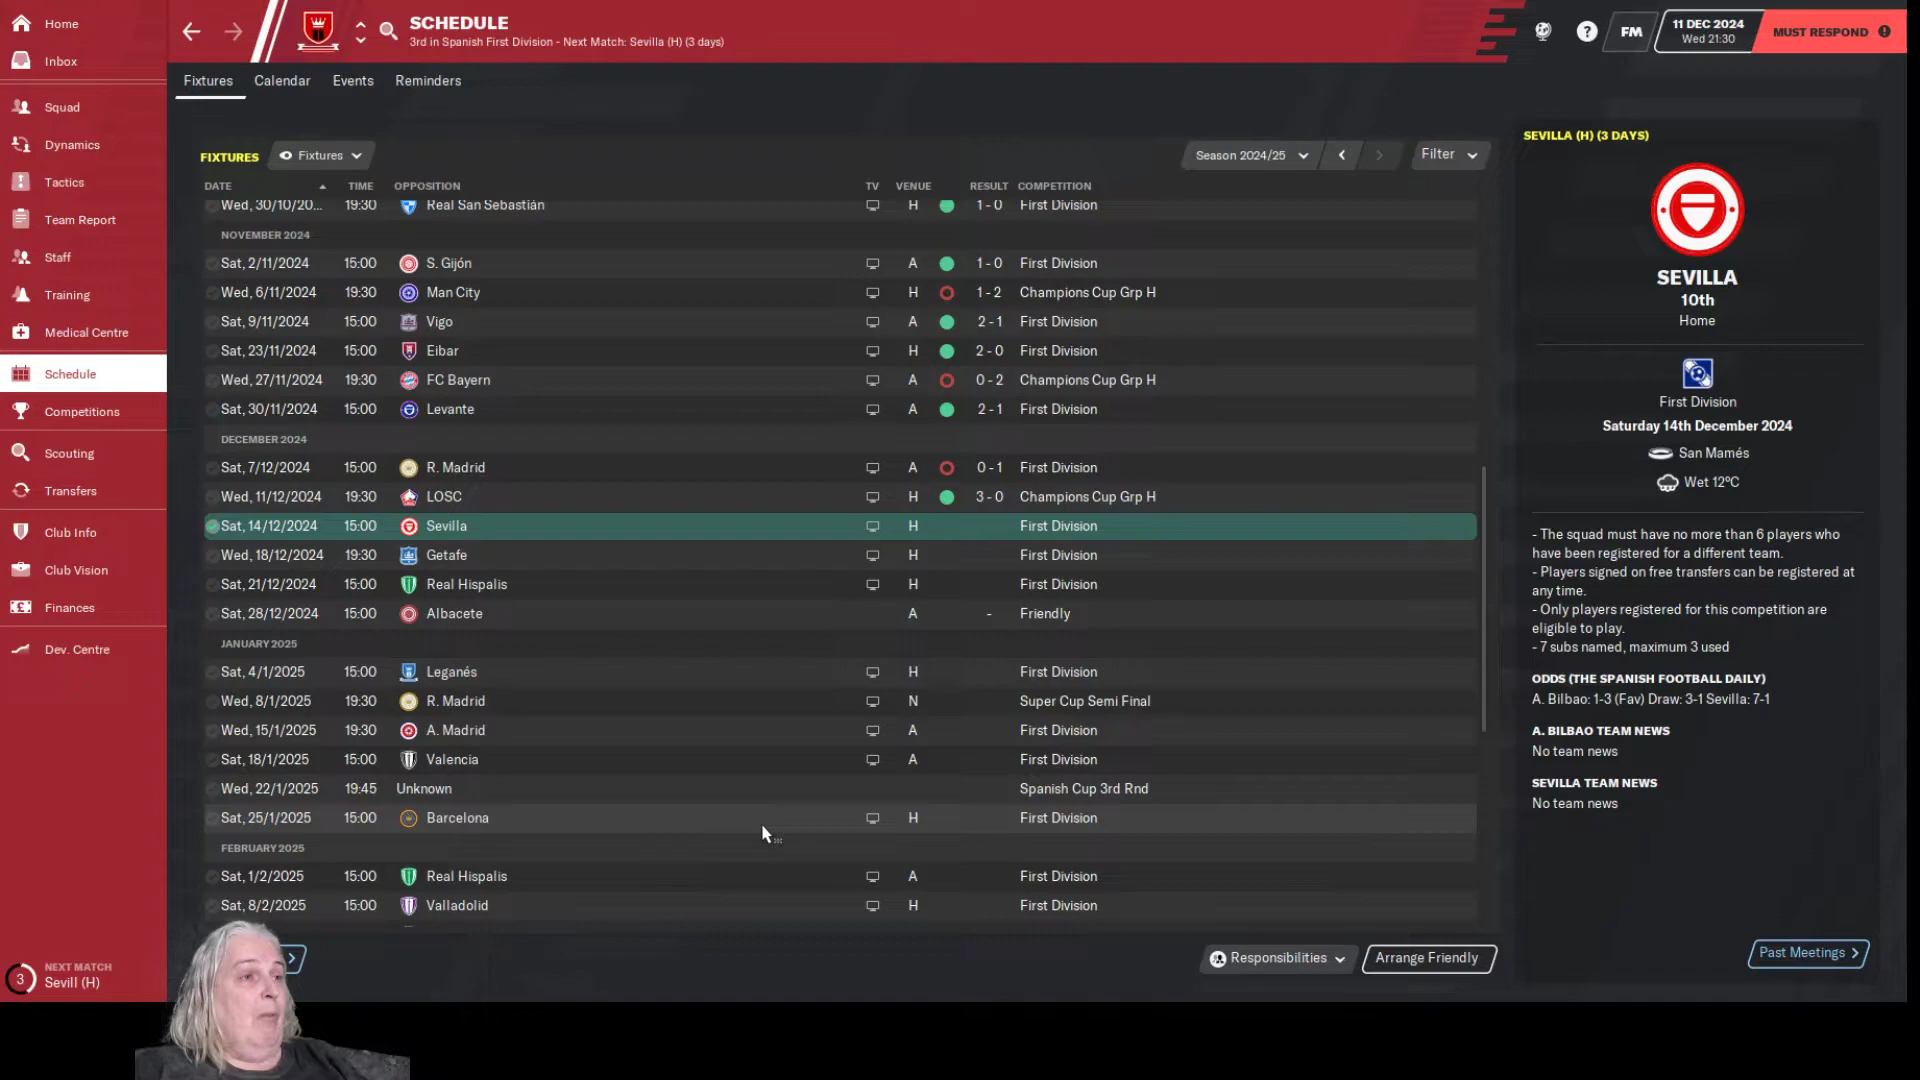 Home
Inbox
Squad
Dynamics
Tactics
Team Report
Staff
Training
Medical Centre
Schedule
Competitions
Scouting
Transfers
Club Info
Club Vision
Finances
Dev. Centre
3
NEXT MATCH
Sevill (H)
SCHEDULE
3rd in Spanish First Division - Next Match: Sevilla (H) (3 days)
FM
11 DEC 2024
Wed 21:30
MUST RESPOND
Fixtures
Calendar
Events
Reminders
FIXTURES
Fixtures
Season 2024/25
Filter
DATE TIME OPPOSITION TV VENUE RESULT COMPETITION
Wed, 30/10/20... 19:30 Real San Sebastián H 1 - 0 First Division
NOVEMBER 2024
Sat, 2/11/2024 15:00 S. Gijón A 1 - 0 First Division
Wed, 6/11/2024 19:30 Man City H 1 - 2 Champions Cup Grp H
Sat, 9/11/2024 15:00 Vigo A 2 - 1 First Division
Sat, 23/11/2024 15:00 Eibar H 2 - 0 First Division
Wed, 27/11/2024 19:30 FC Bayern A 0 - 2 Champions Cup Grp H
Sat, 30/11/2024 15:00 Levante A 2 - 1 First Division
DECEMBER 2024
Sat, 7/12/2024 15:00 R. Madrid A 0 - 1 First Division
Wed, 11/12/2024 19:30 LOSC H 3 - 0 Champions Cup Grp H
Sat, 14/12/2024 15:00 Sevilla H First Division
Wed, 18/12/2024 19:30 Getafe H First Division
Sat, 21/12/2024 15:00 Real Hispalis H First Division
Sat, 28/12/2024 15:00 Albacete A - Friendly
JANUARY 2025
Sat, 4/1/2025 15:00 Leganés H First Division
Wed, 8/1/2025 19:30 R. Madrid N Super Cup Semi Final
Wed, 15/1/2025 19:30 A. Madrid A First Division
Sat, 18/1/2025 15:00 Valencia A First Division
Wed, 22/1/2025 19:45 Unknown Spanish Cup 3rd Rnd
Sat, 25/1/2025 15:00 Barcelona H First Division
FEBRUARY 2025
Sat, 1/2/2025 15:00 Real Hispalis A First Division
Sat, 8/2/2025 15:00 Valladolid H First Division
Responsibilities
Arrange Friendly
SEVILLA (H) (3 DAYS)
SEVILLA
10th
Home
First Division
Saturday 14th December 2024
San Mamés
Wet 12ºC
- The squad must have no more than 6 players who
have been registered for a different team.
- Players signed on free transfers can be registered at
any time.
- Only players registered for this competition are
eligible to play.
- 7 subs named, maximum 3 used
ODDS (THE SPANISH FOOTBALL DAILY)
A. Bilbao: 1-3 (Fav) Draw: 3-1 Sevilla: 7-1
A. BILBAO TEAM NEWS
No team news
SEVILLA TEAM NEWS
No team news
Past Meetings